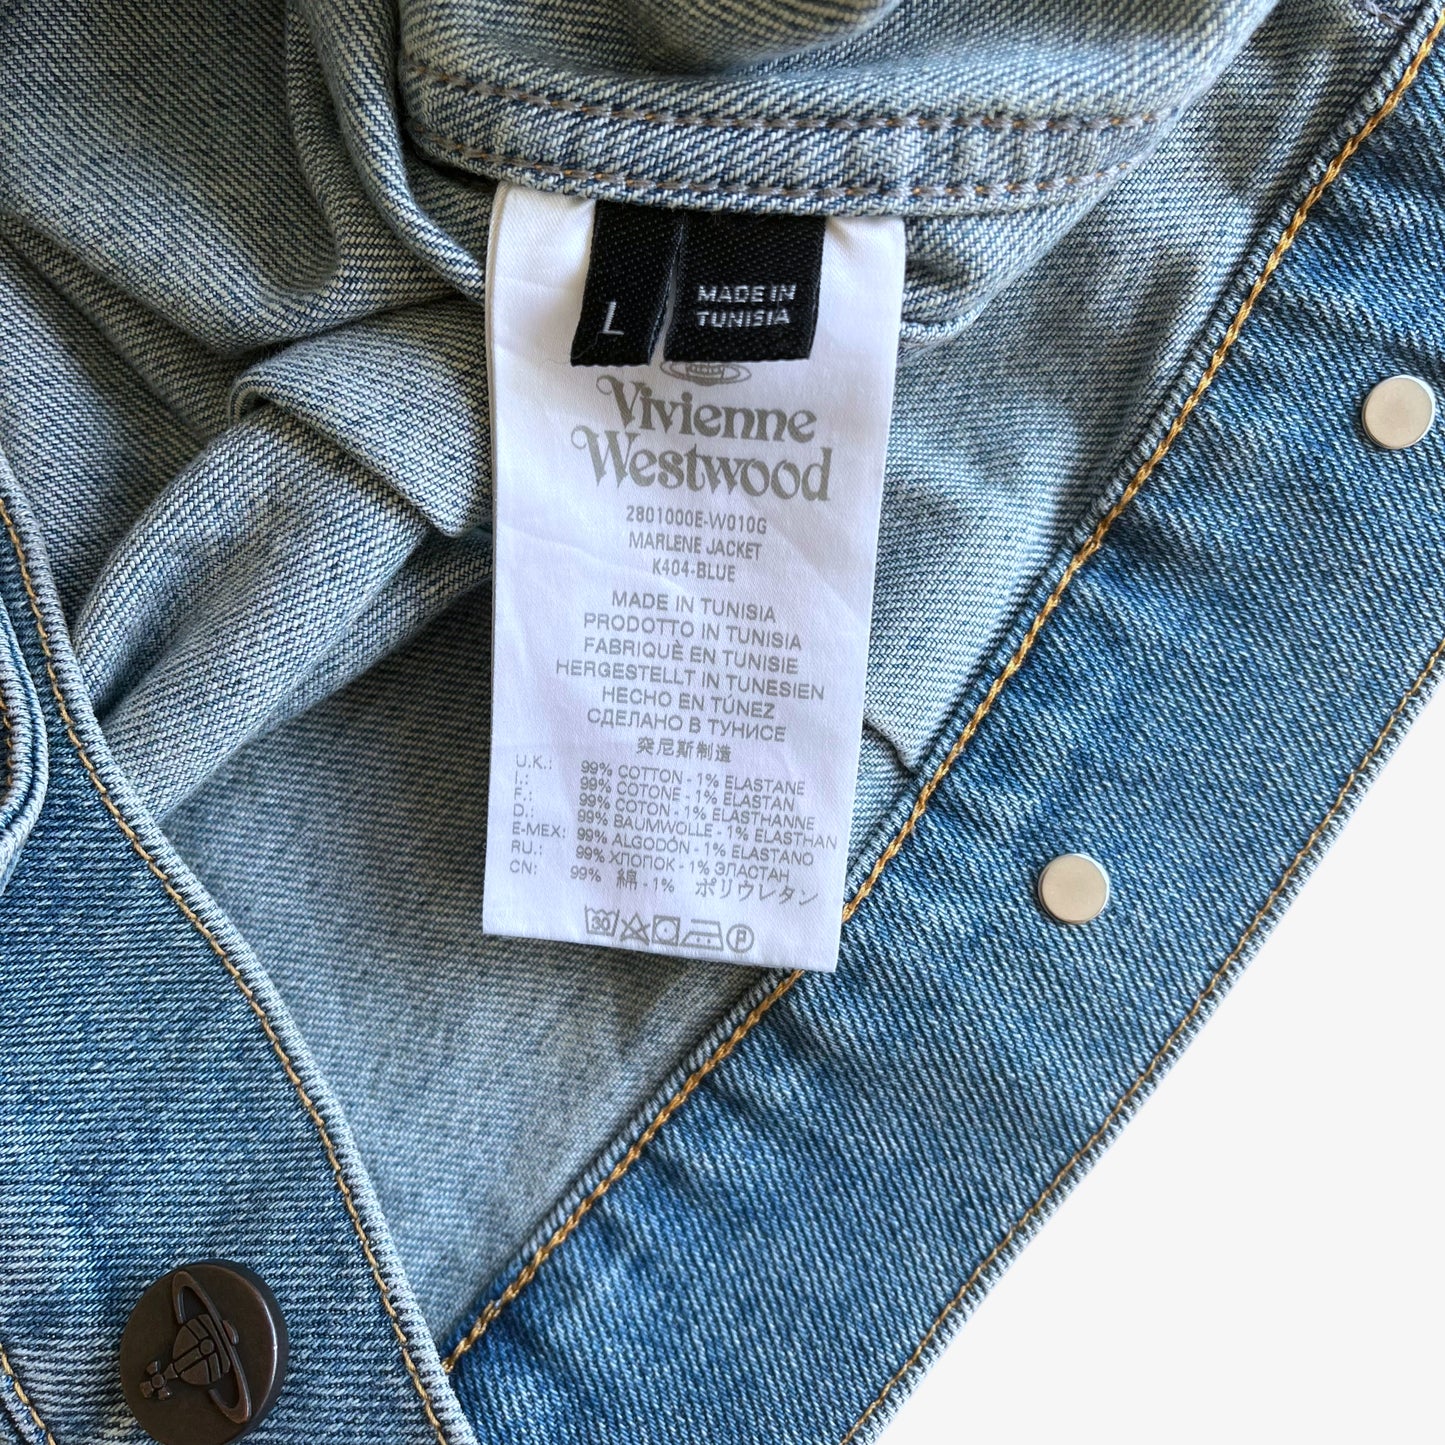 L
MADE IN
TUNISIA
Vivienne
Westwood
2801000E-W010G
MARLENE JACKET
K404-BLUE
MADE IN TUNISIA
PRODOTTO IN TUNISIA
FABRIQUÈ EN TUNISIE
HERGESTELLT IN TUNESIEN
HECHO EN TÚNEZ
СДЕЛАНО В ТУНИСЕ
突尼斯制造
U.K.: 99% COTTON - 1% ELASTANE
I.: 99% COTONE - 1% ELASTAN
F.: 99% COTON - 1% ELASTHANNE
D.: 99% BAUMWOLLE - 1% ELASTHAN
E-MEX: 99% ALGODÓN - 1% ELASTANO
RU.: 99% ХЛОПОК - 1% ЭЛАСТАН
CN: 99% 綿 - 1% ポリウレタン
30 P